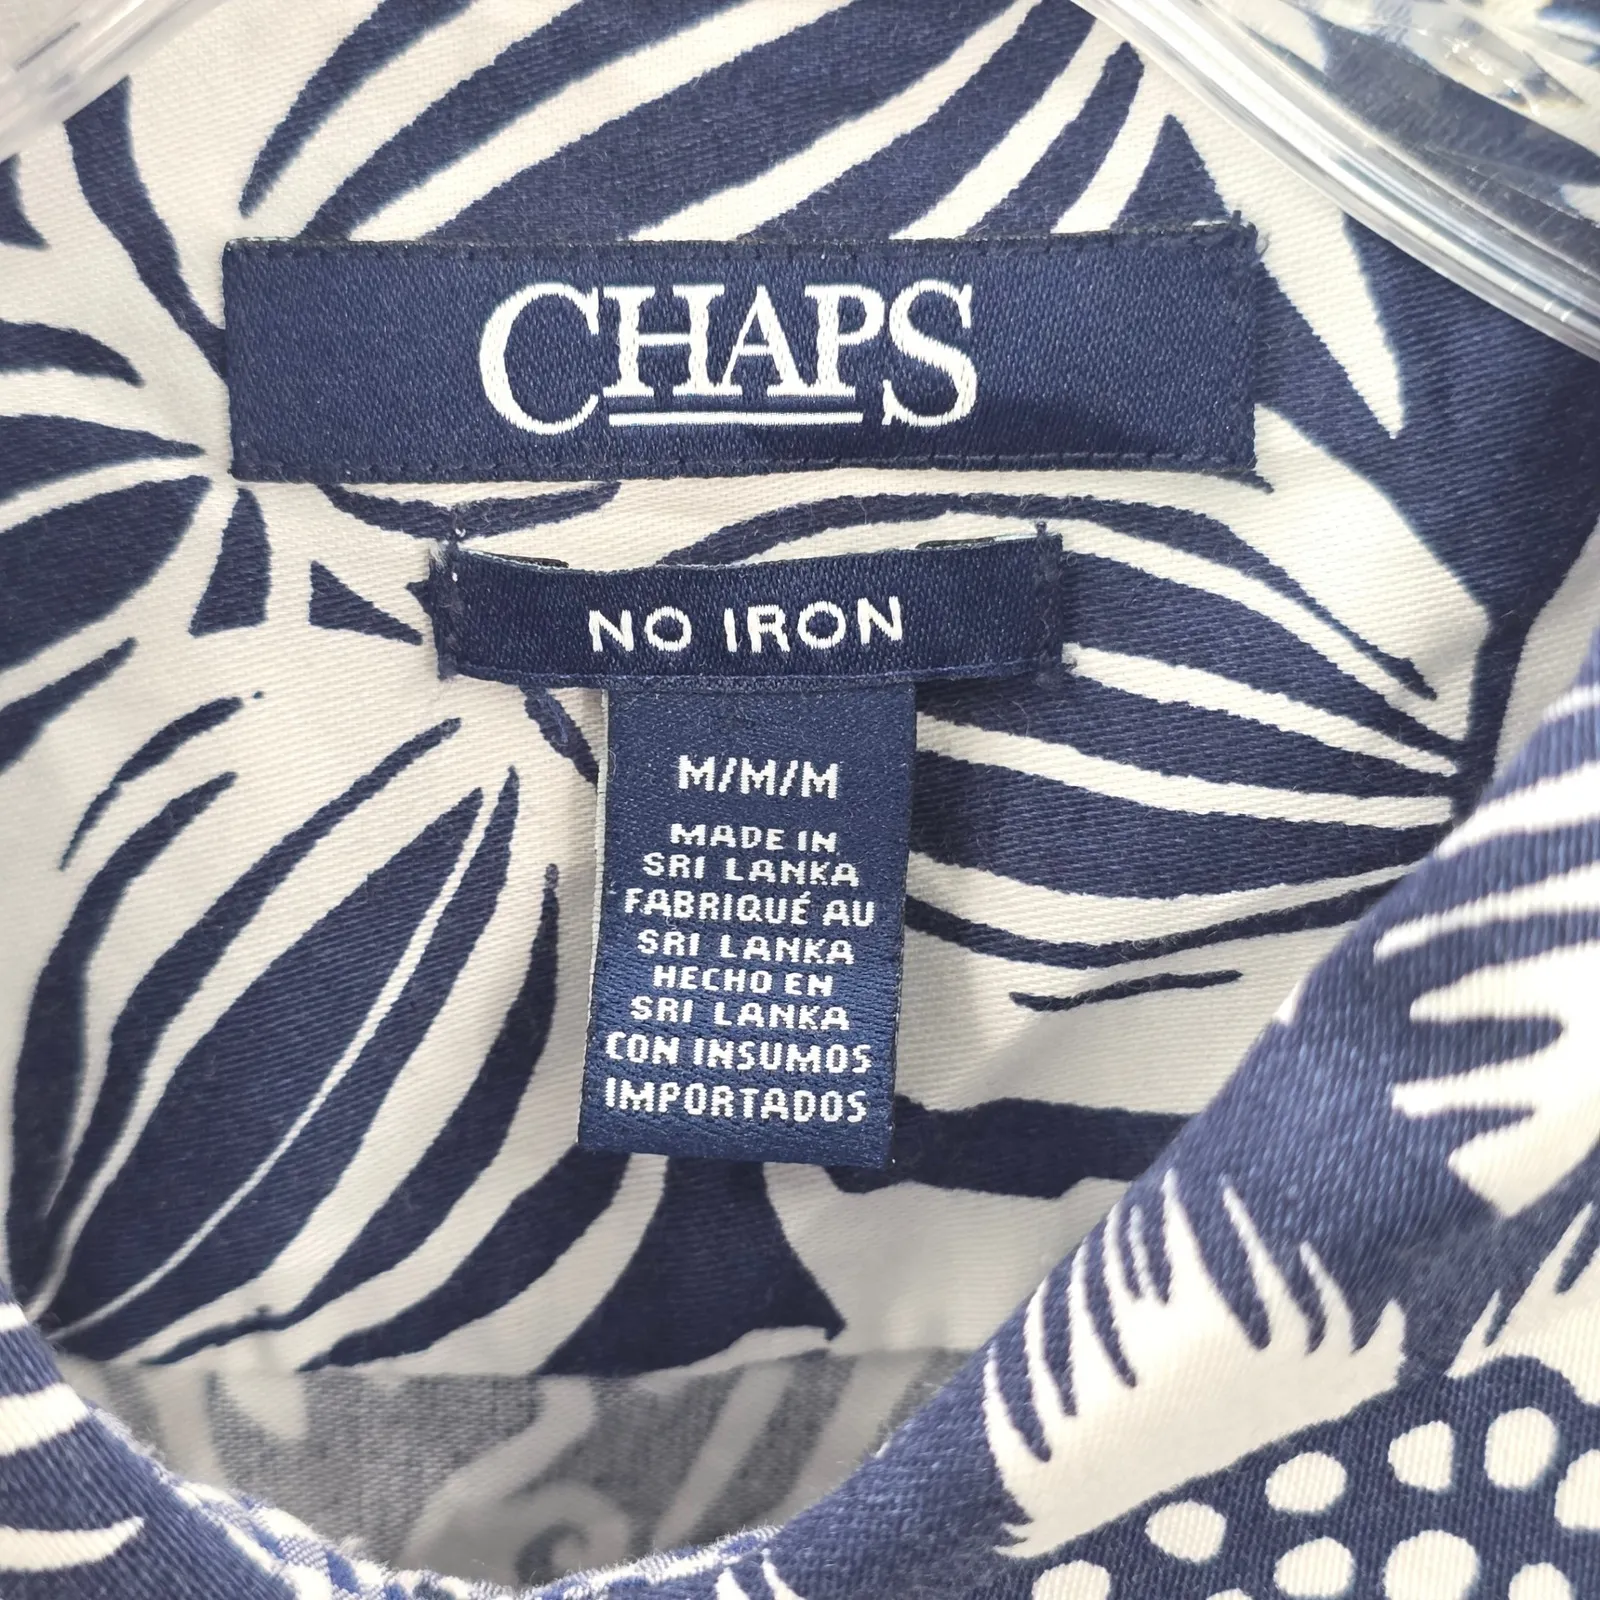 CHAPS
NO IRON
M/M/M
MADE IN
SRI LANKA
FABRIQUÉ AU
SRI LANKA
HECHO EN
SRI LANKA
CON INSUMOS
IMPORTADOS